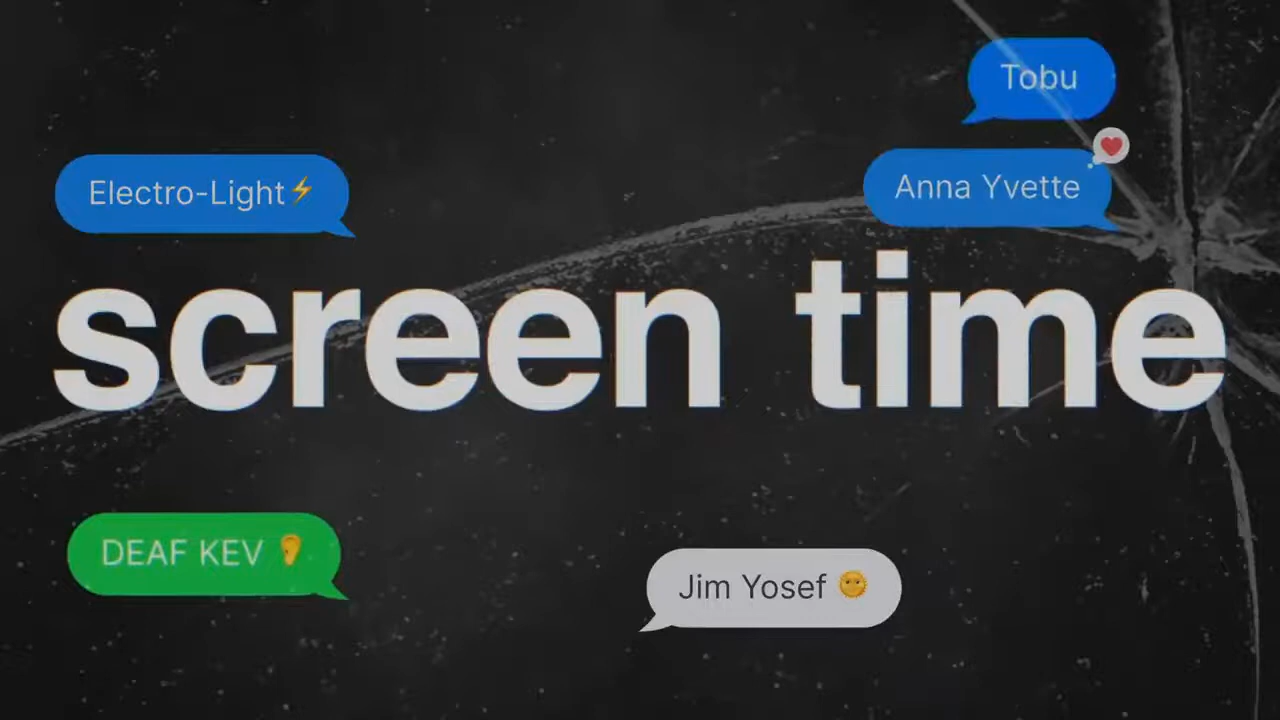 Tobu
Electro-Light⚡
Anna Yvette
screen time
DEAF KEV 👂
Jim Yosef 🌝